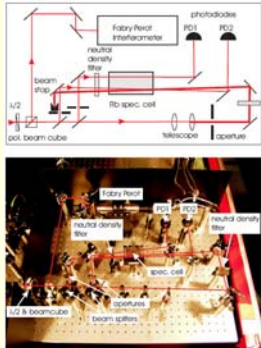 photodiodes
Fabry Perot
Interferometer
PD1
PD2
neutral
density
filter
beam
stop
λ/2
Rb spec. cell
pol. beam cube
telescope
aperture
Fabry Perot
neutral density
filter
PD1
PD2
neutral density
filter
spec. cell
λ/2 & beamcube
apertures
beam splitters